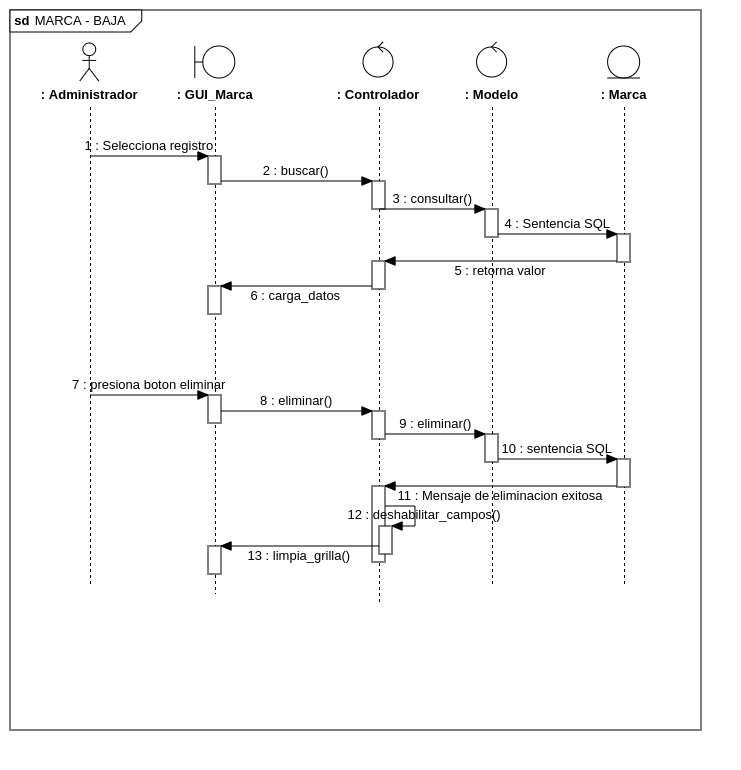 sd MARCA - BAJA
: Administrador
: GUI_Marca
: Controlador
: Modelo
: Marca
1 : Selecciona registro
2 : buscar()
3 : consultar()
4 : Sentencia SQL
5 : retorna valor
6 : carga_datos
7 : presiona boton eliminar
8 : eliminar()
9 : eliminar()
10 : sentencia SQL
11 : Mensaje de eliminacion exitosa
12 : deshabilitar_campos()
13 : limpia_grilla()